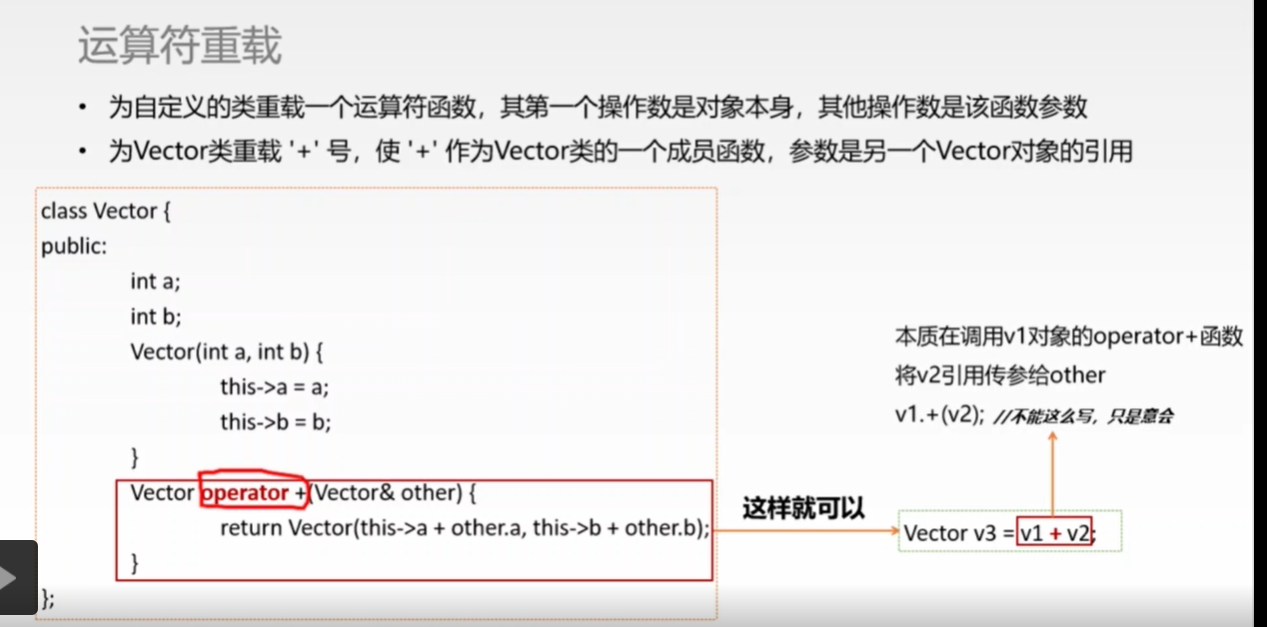 运算符重载
• 为自定义的类重载一个运算符函数，其第一个操作数是对象本身，其他操作数是该函数参数
• 为Vector类重载 '+' 号，使 '+' 作为Vector类的一个成员函数，参数是另一个Vector对象的引用
class Vector {
public:
int a;
int b;
Vector(int a, int b) {
this->a = a;
this->b = b;
}
Vector operator +(Vector& other) {
return Vector(this->a + other.a, this->b + other.b);
}
};
这样就可以
本质在调用v1对象的operator+函数
将v2引用传参给other
v1.+(v2); //不能这么写，只是意会
Vector v3 = v1 + v2;